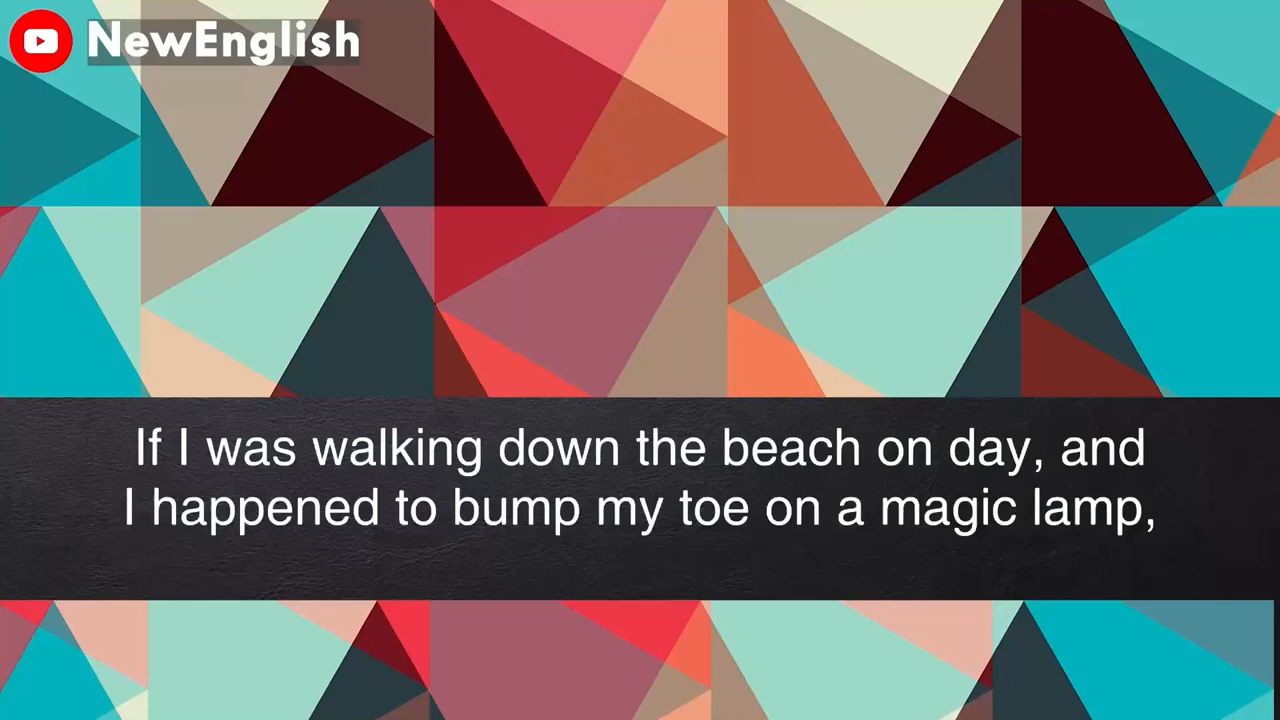 NewEnglish
If I was walking down the beach on day, and
I happened to bump my toe on a magic lamp,